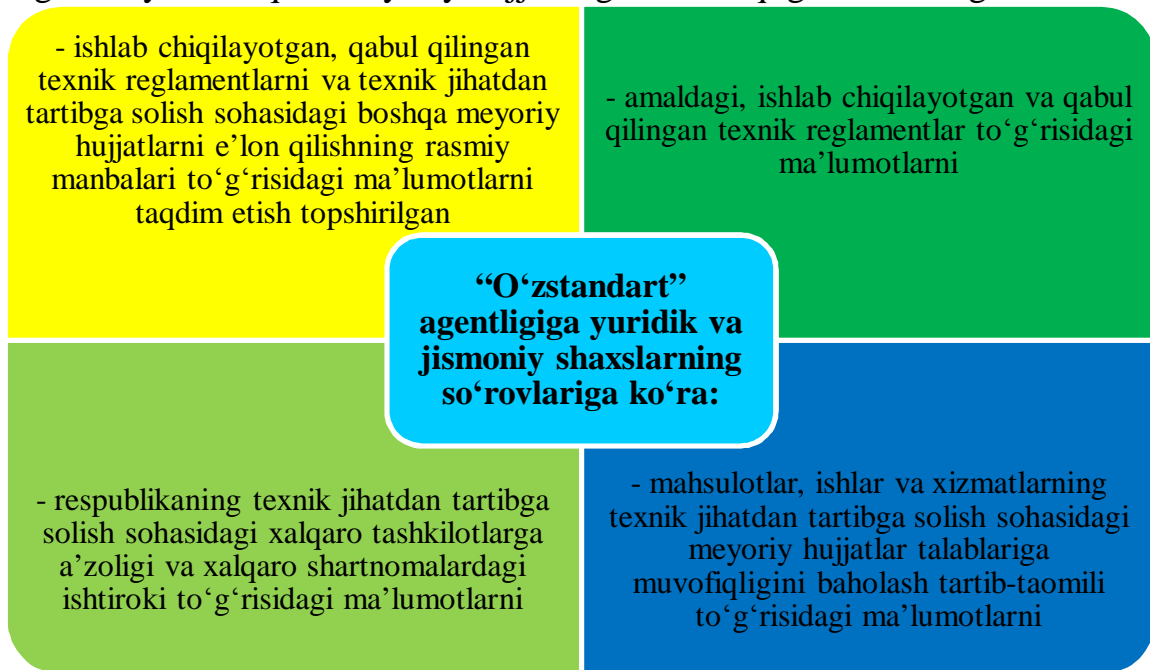 - ishlab chiqilayotgan, qabul qilingan
texnik reglamentlarni va texnik jihatdan
tartibga solish sohasidagi boshqa meyoriy
hujjatlarni e’lon qilishning rasmiy
manbalari to‘g‘risidagi ma’lumotlarni
taqdim etish topshirilgan
- amaldagi, ishlab chiqilayotgan va qabul
qilingan texnik reglamentlar to‘g‘risidagi
ma’lumotlarni
“O‘zstandart”
agentligiga yuridik va
jismoniy shaxslarning
so‘rovlariga ko‘ra:
- respublikaning texnik jihatdan tartibga
solish sohasidagi xalqaro tashkilotlarga
a’zoligi va xalqaro shartnomalardagi
ishtiroki to‘g‘risidagi ma’lumotlarni
- mahsulotlar, ishlar va xizmatlarning
texnik jihatdan tartibga solish sohasidagi
meyoriy hujjatlar talablariga
muvofiqligini baholash tartib-taomili
to‘g‘risidagi ma’lumotlarni